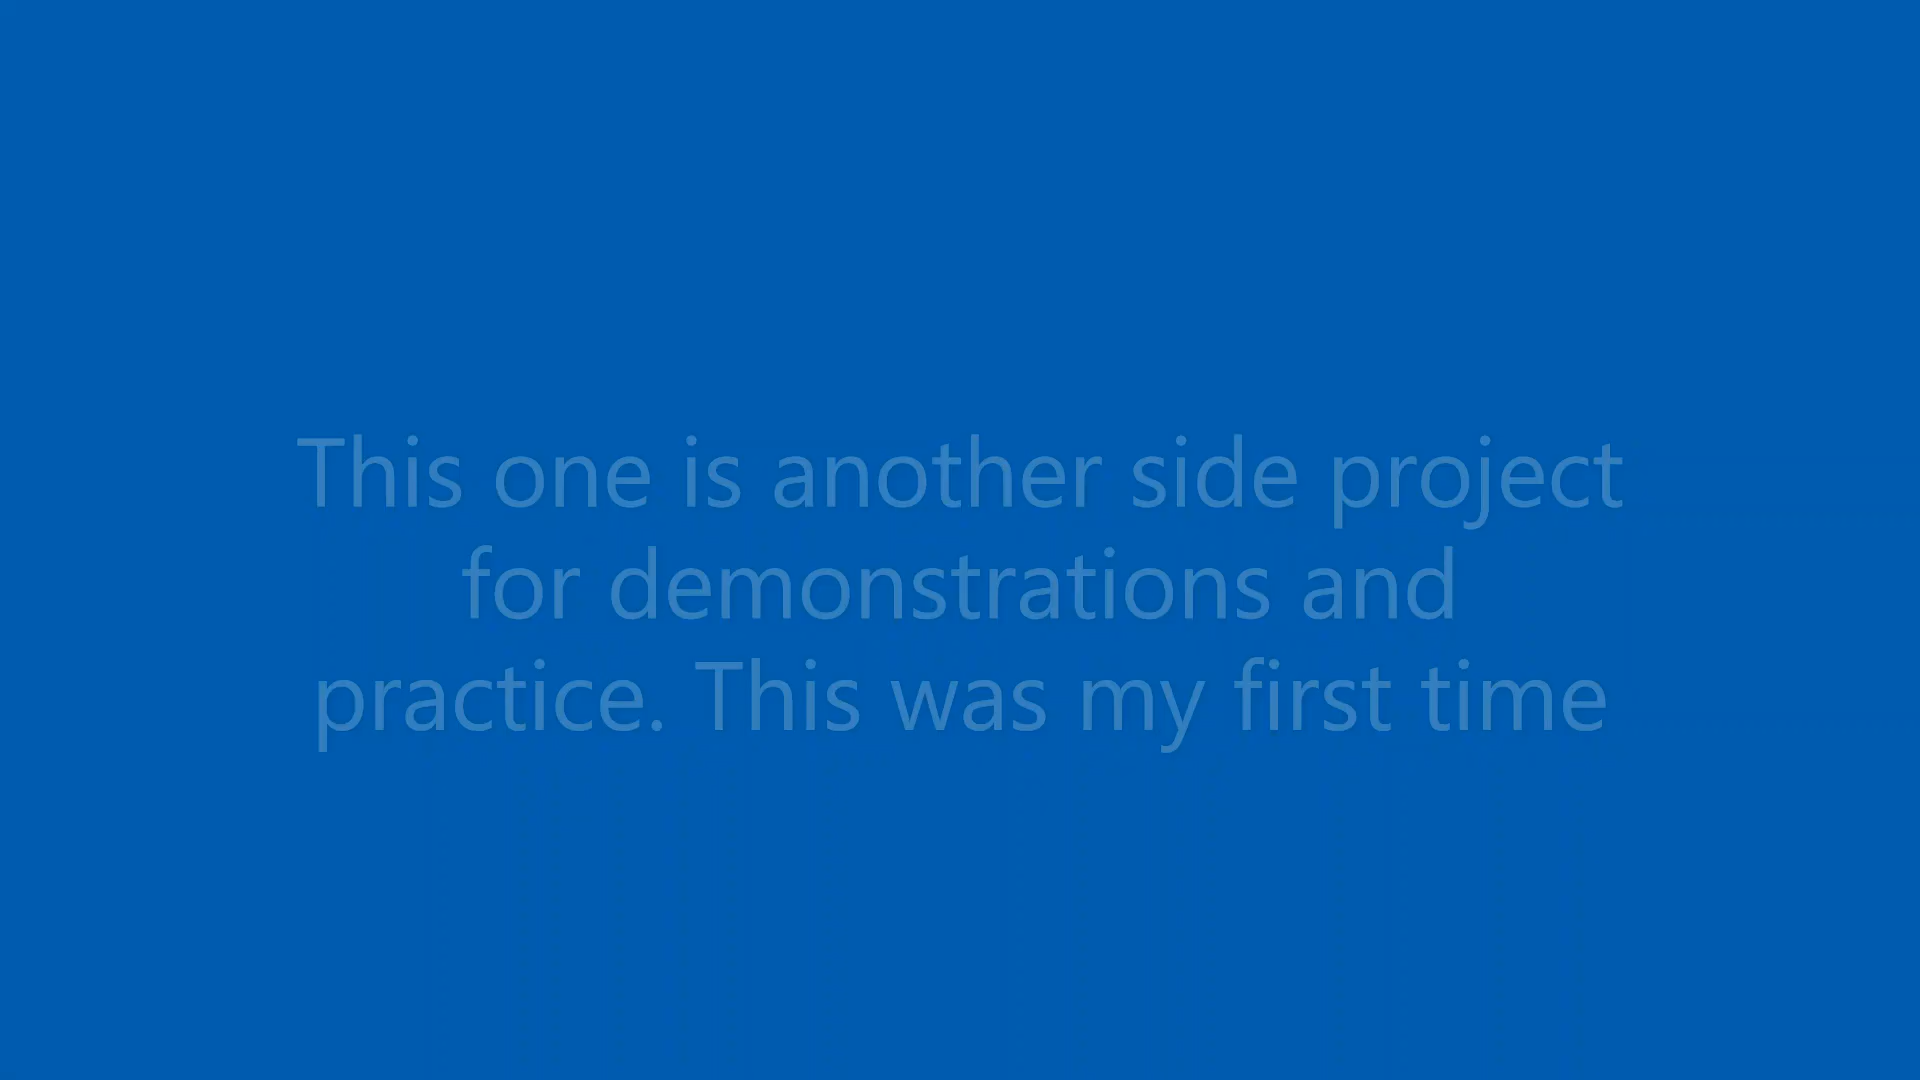 This one is another side project
for demonstrations and
practice. This was my first time